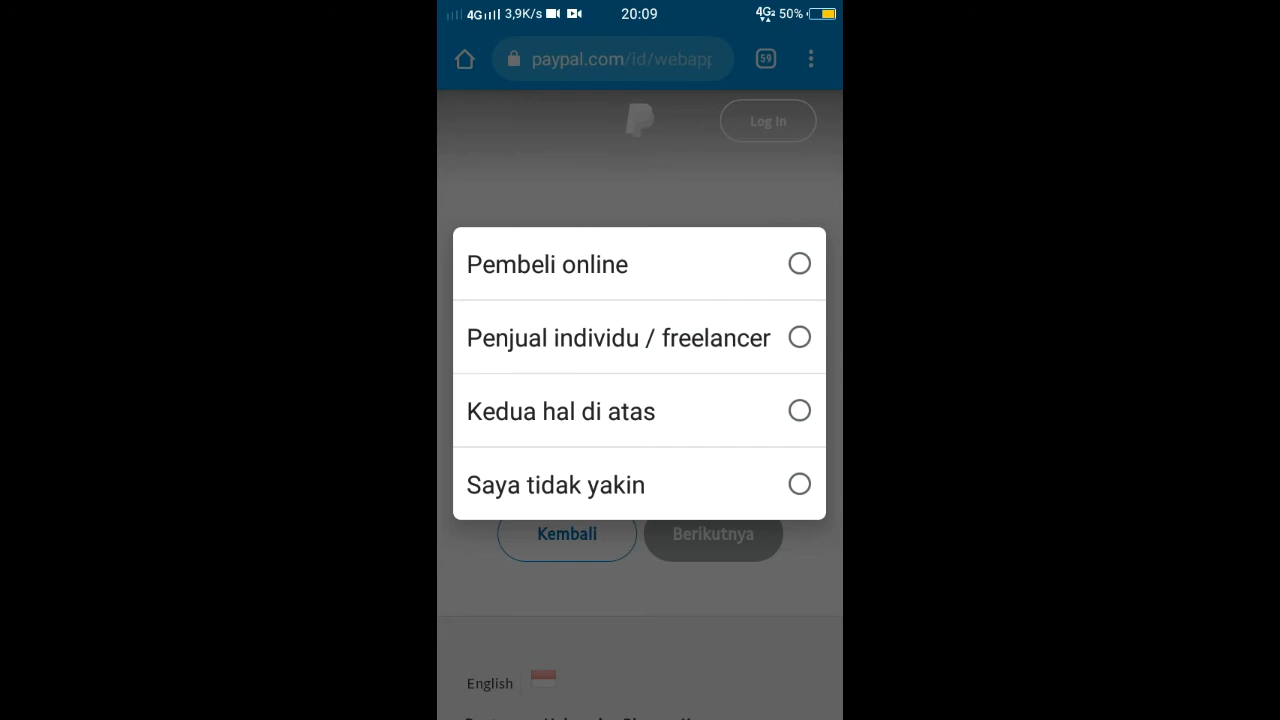 4G 3,9K/s 20:09 4G 50%
paypal.com/id/webapp 59
Log In
Pembeli online
Penjual individu / freelancer
Kedua hal di atas
Saya tidak yakin
Kembali Berikutnya
English